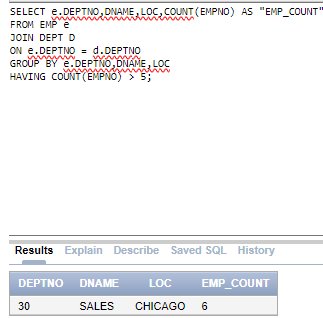 SELECT e.DEPTNO,DNAME,LOC,COUNT(EMPNO) AS "EMP_COUNT"
FROM EMP e
JOIN DEPT D
ON e.DEPTNO = d.DEPTNO
GROUP BY e.DEPTNO,DNAME,LOC
HAVING COUNT(EMPNO) > 5;
Results Explain Describe Saved SQL History
DEPTNO DNAME LOC EMP_COUNT
30 SALES CHICAGO 6